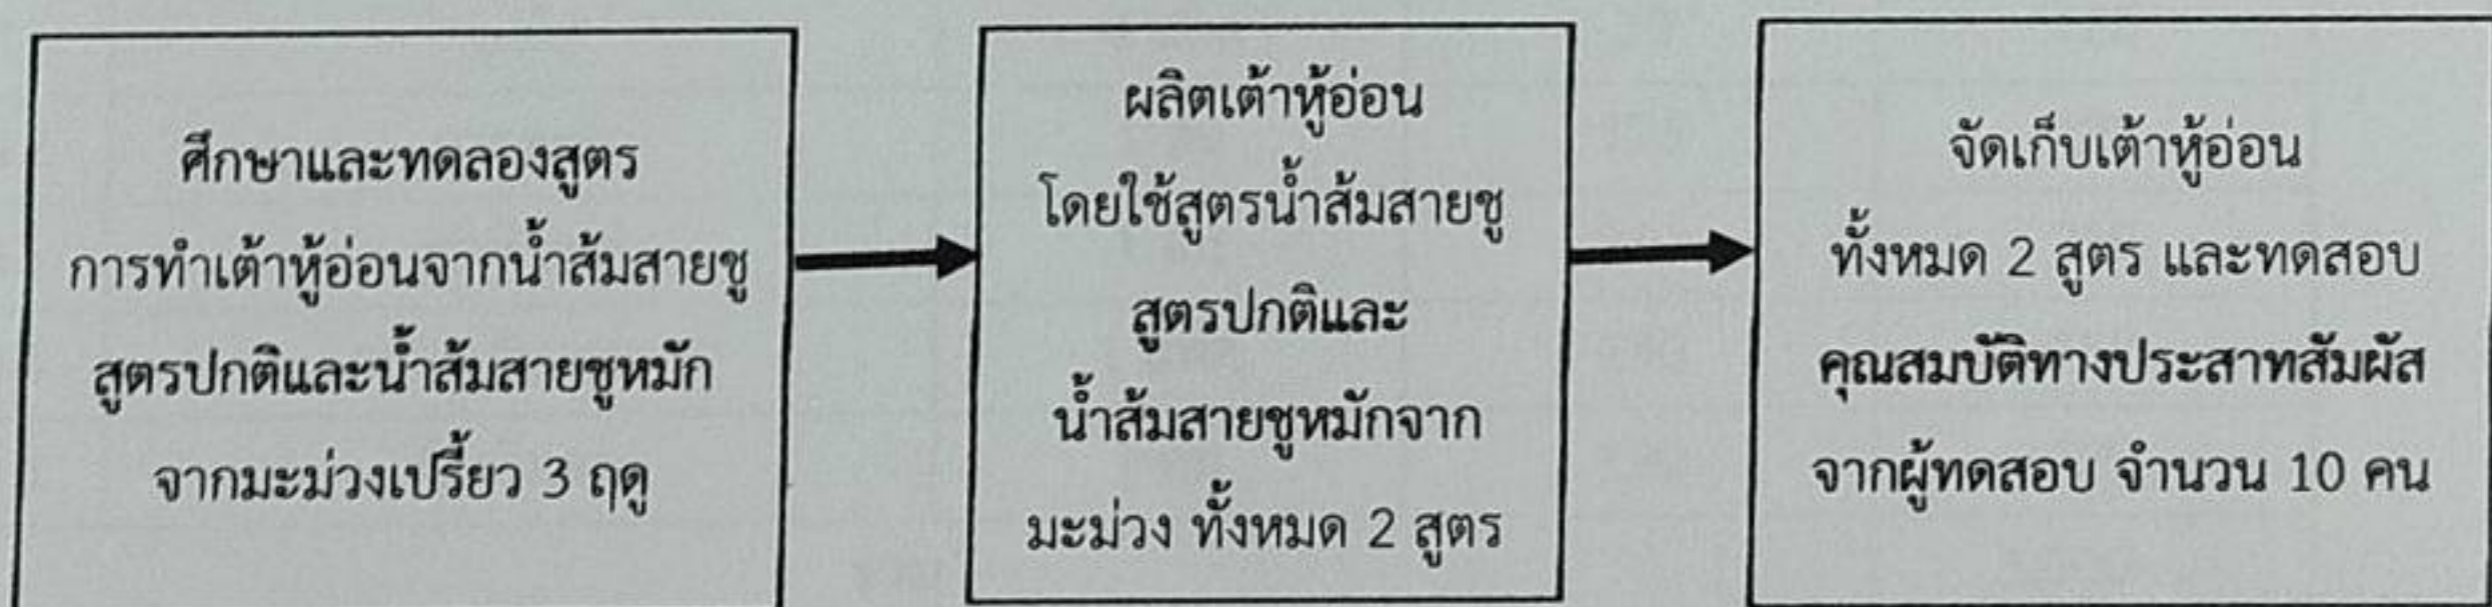 ศึกษาและทดลองสูตร
การทำเต้าหู้อ่อนจากน้ำส้มสายชู
สูตรปกติและน้ำส้มสายชูหมัก
จากมะม่วงเปรี้ยว 3 ฤดู
ผลิตเต้าหู้อ่อน
โดยใช้สูตรน้ำส้มสายชู
สูตรปกติและ
น้ำส้มสายชูหมักจาก
มะม่วง ทั้งหมด 2 สูตร
จัดเก็บเต้าหู้อ่อน
ทั้งหมด 2 สูตร และทดสอบ
คุณสมบัติทางประสาทสัมผัส
จากผู้ทดสอบ จำนวน 10 คน